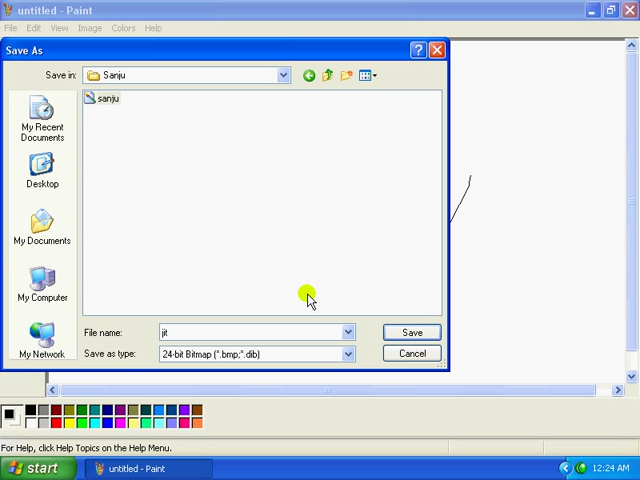 untitled - Paint
File Edit View Image Colors Help
Save As
Save in: Sanju
sanju
My Recent
Documents
Desktop
My Documents
My Computer
My Network
File name: jit
Save
Save as type: 24-bit Bitmap (*.bmp;*.dib)
Cancel
For Help, click Help Topics on the Help Menu.
start
untitled - Paint
12:24 AM